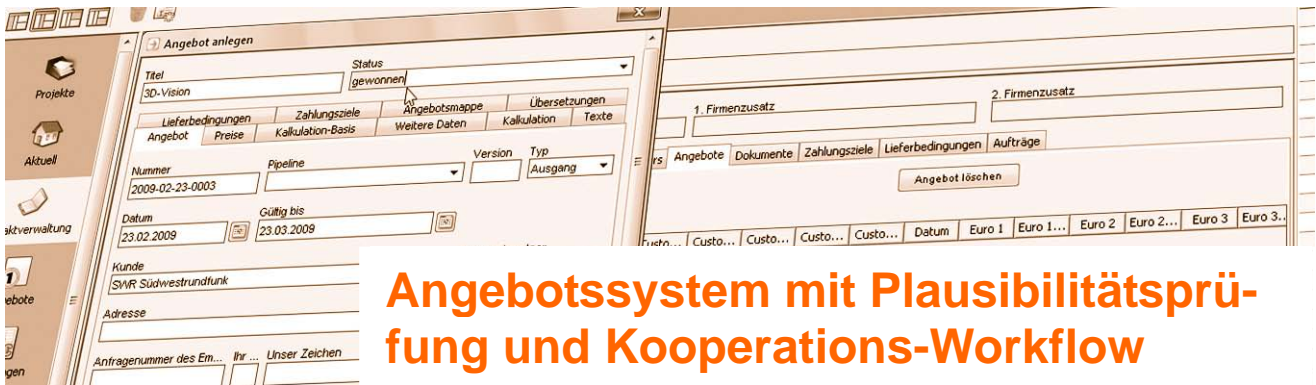 Angebot anlegen
Titel
Status
3D-Vision
gewonnen
Projekte
Lieferbedingungen Zahlungsziele Angebotsmappe Übersetzungen
Angebot Preise Kalkulation-Basis Weitere Daten Kalkulation Texte
Aktuell
Nummer
Pipeline
Version
Typ
2009-02-23-0003
Ausgang
Datum
Gültig bis
23.02.2009
23.03.2009
aktverwaltung
Kunde
SWR Südwestrundfunk
ebote
Adresse
Anfragenummer des Em... Ihr ... Unser Zeichen
gen
1. Firmenzusatz
2. Firmenzusatz
rs Angebote Dokumente Zahlungsziele Lieferbedingungen Aufträge
Angebot löschen
Custo... Custo... Custo... Custo... Custo... Datum Euro 1 Euro 1... Euro 2 Euro 2... Euro 3 Euro 3..
Angebotssystem mit Plausibilitätsprü-
fung und Kooperations-Workflow